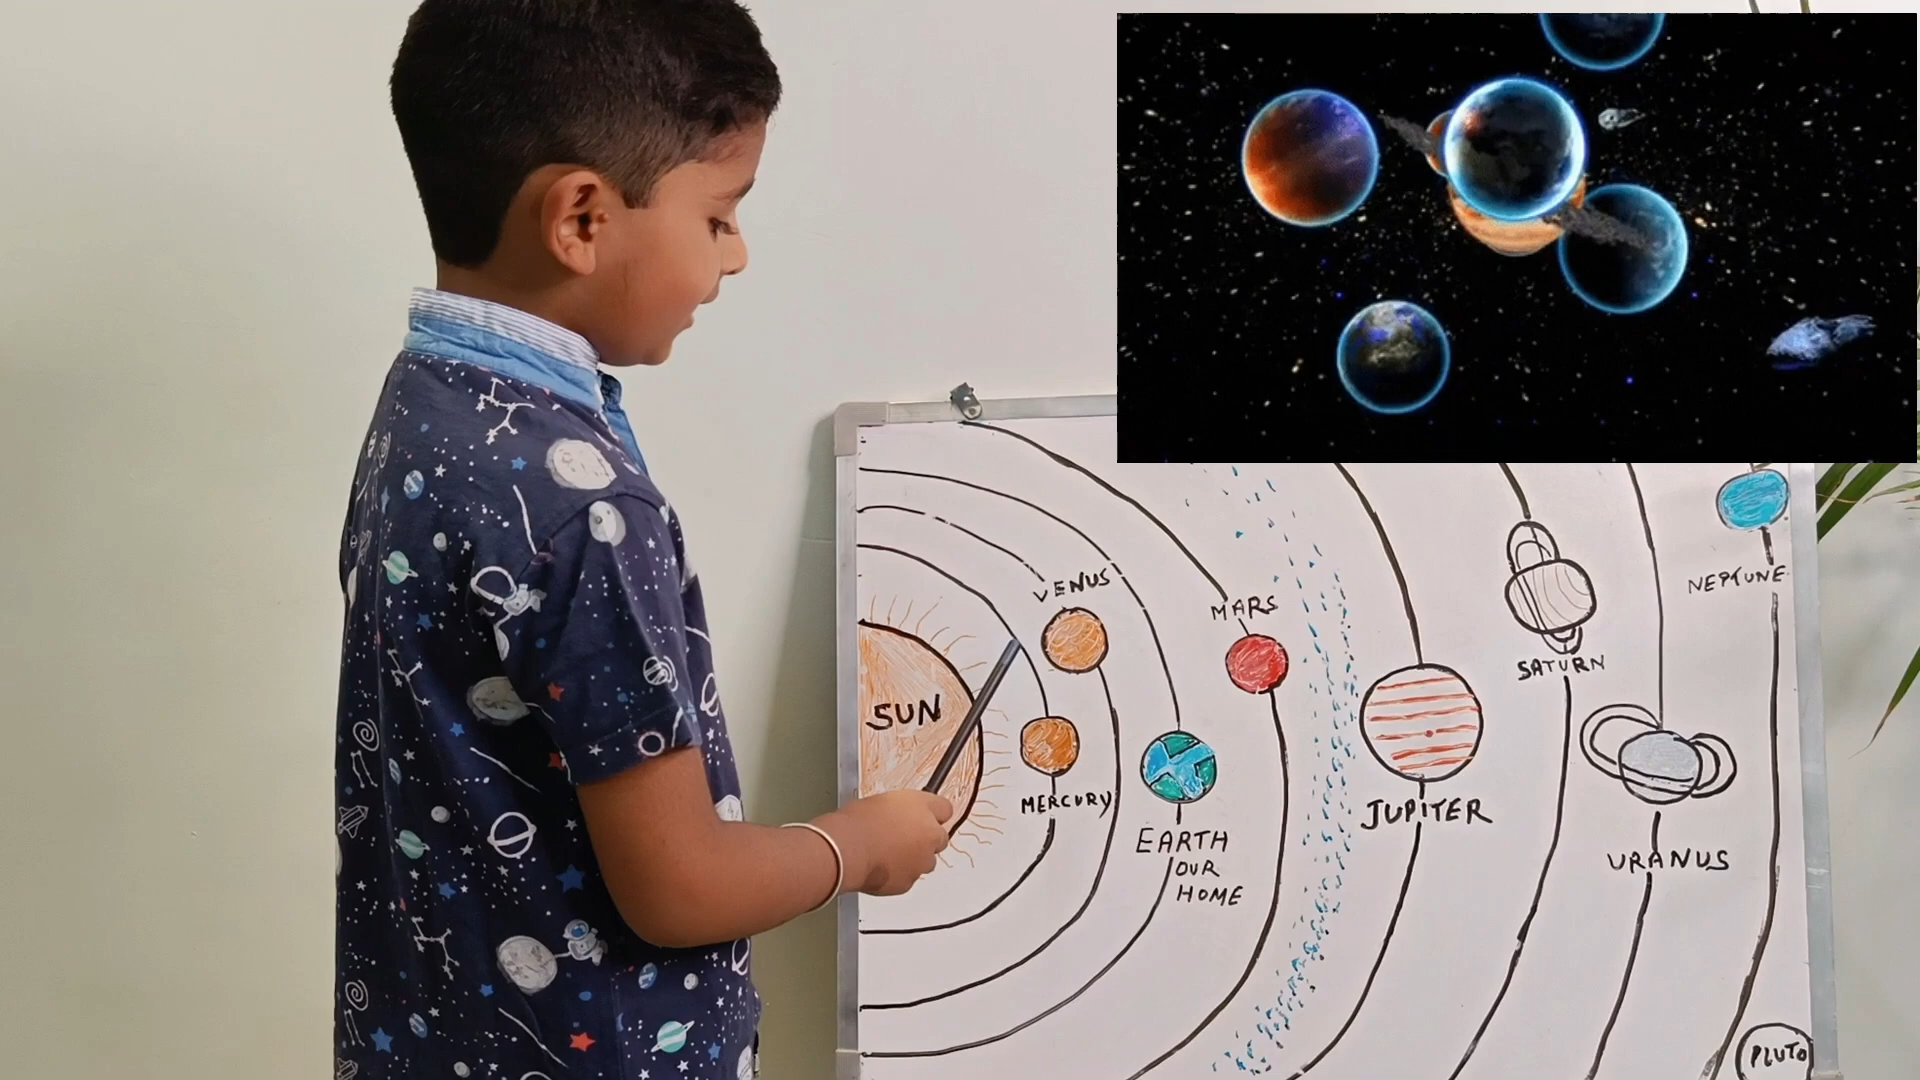 SUN
MERCURY
VENUS
EARTH
OUR
HOME
MARS
JUPITER
SATURN
URANUS
NEPTUNE
PLUTO